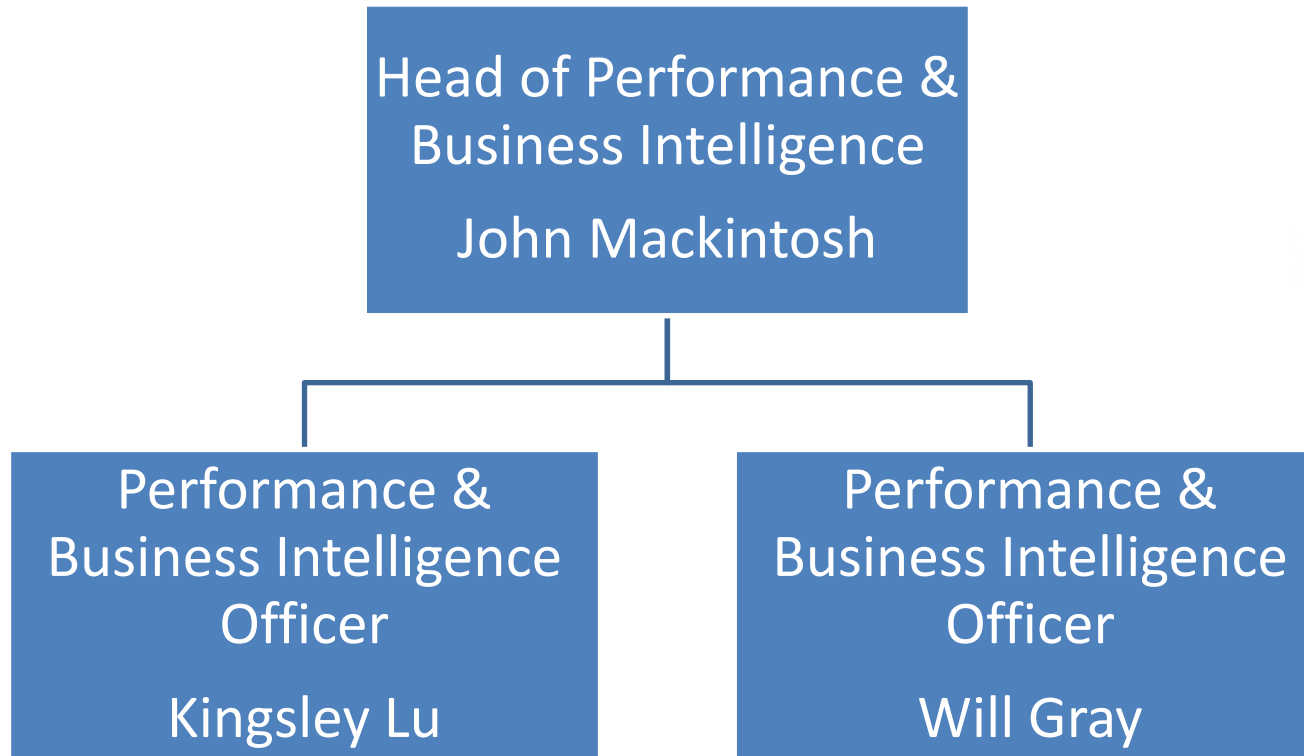 Head of Performance &
Business Intelligence
John Mackintosh
Performance &
Business Intelligence
Officer
Kingsley Lu
Performance &
Business Intelligence
Officer
Will Gray